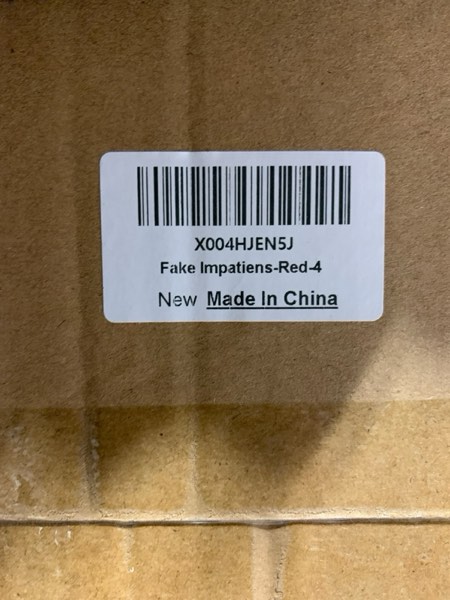 X004HJEN5J
Fake Impatiens-Red-4
New Made In China